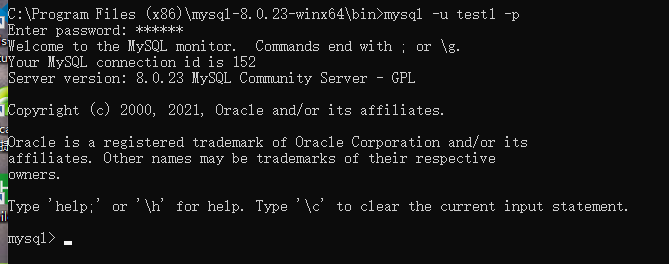 C:\Program Files (x86)\mysql-8.0.23-winx64\bin>mysql -u test1 -p
Enter password: ******
Welcome to the MySQL monitor.  Commands end with ; or \g.
Your MySQL connection id is 152
Server version: 8.0.23 MySQL Community Server - GPL
Copyright (c) 2000, 2021, Oracle and/or its affiliates.
Oracle is a registered trademark of Oracle Corporation and/or its
affiliates. Other names may be trademarks of their respective
owners.
Type 'help;' or '\h' for help. Type '\c' to clear the current input statement.
mysql>